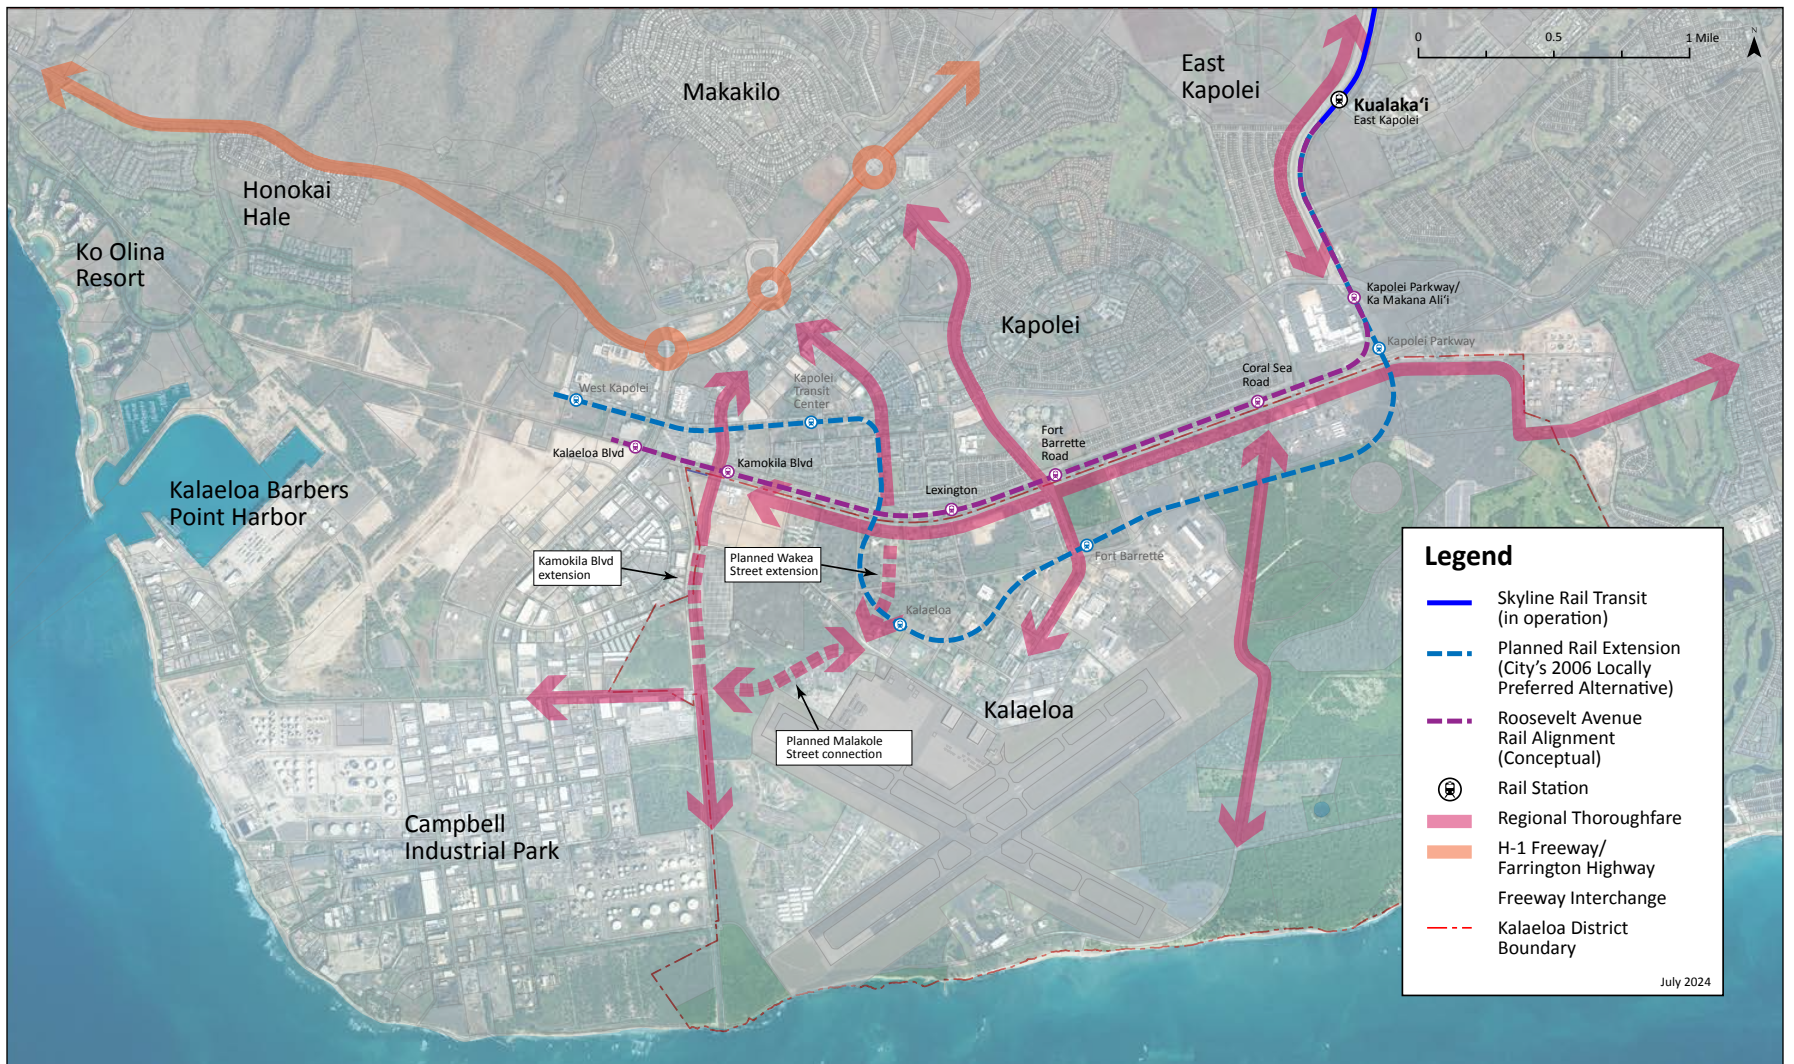 Makakilo
East
Kapolei
0
0.5
1 Mile
N
Kualaka‘i
East Kapolei
Honokai
Hale
Ko Olina
Resort
Kapolei
Kapolei Parkway/
Ka Makana Ali‘i
Kapolei Parkway
Coral Sea
Road
West Kapolei
Kapolei
Transit
Center
Kalaeloa Blvd
Kamokila Blvd
Fort
Barrette
Road
Lexington
Kalaeloa Barbers
Point Harbor
Kamokila Blvd
extension
Planned Wakea
Street extension
Fort Barrette
Kalaeloa
Kalaeloa
Planned Malakole
Street connection
Campbell
Industrial Park
Legend
Skyline Rail Transit
(in operation)
Planned Rail Extension
(City's 2006 Locally
Preferred Alternative)
Roosevelt Avenue
Rail Alignment
(Conceptual)
Rail Station
Regional Thoroughfare
H-1 Freeway/
Farrington Highway
Freeway Interchange
Kalaeloa District
Boundary
July 2024